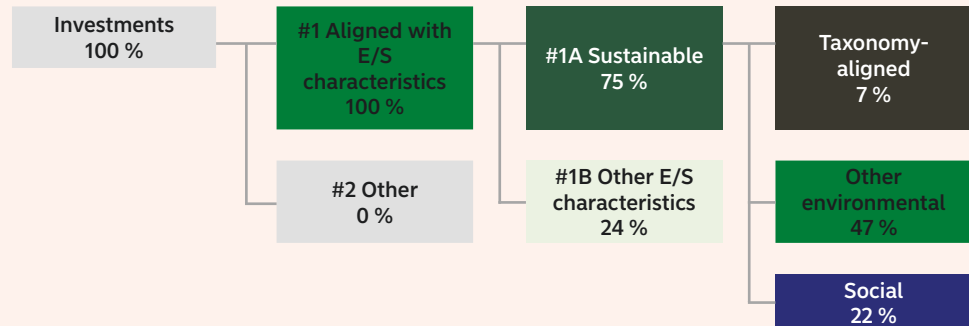 Investments
100 %
#1 Aligned with
E/S
characteristics
100 %
#1A Sustainable
75 %
Taxonomy-
aligned
7 %
#2 Other
0 %
#1B Other E/S
characteristics
24 %
Other
environmental
47 %
Social
22 %